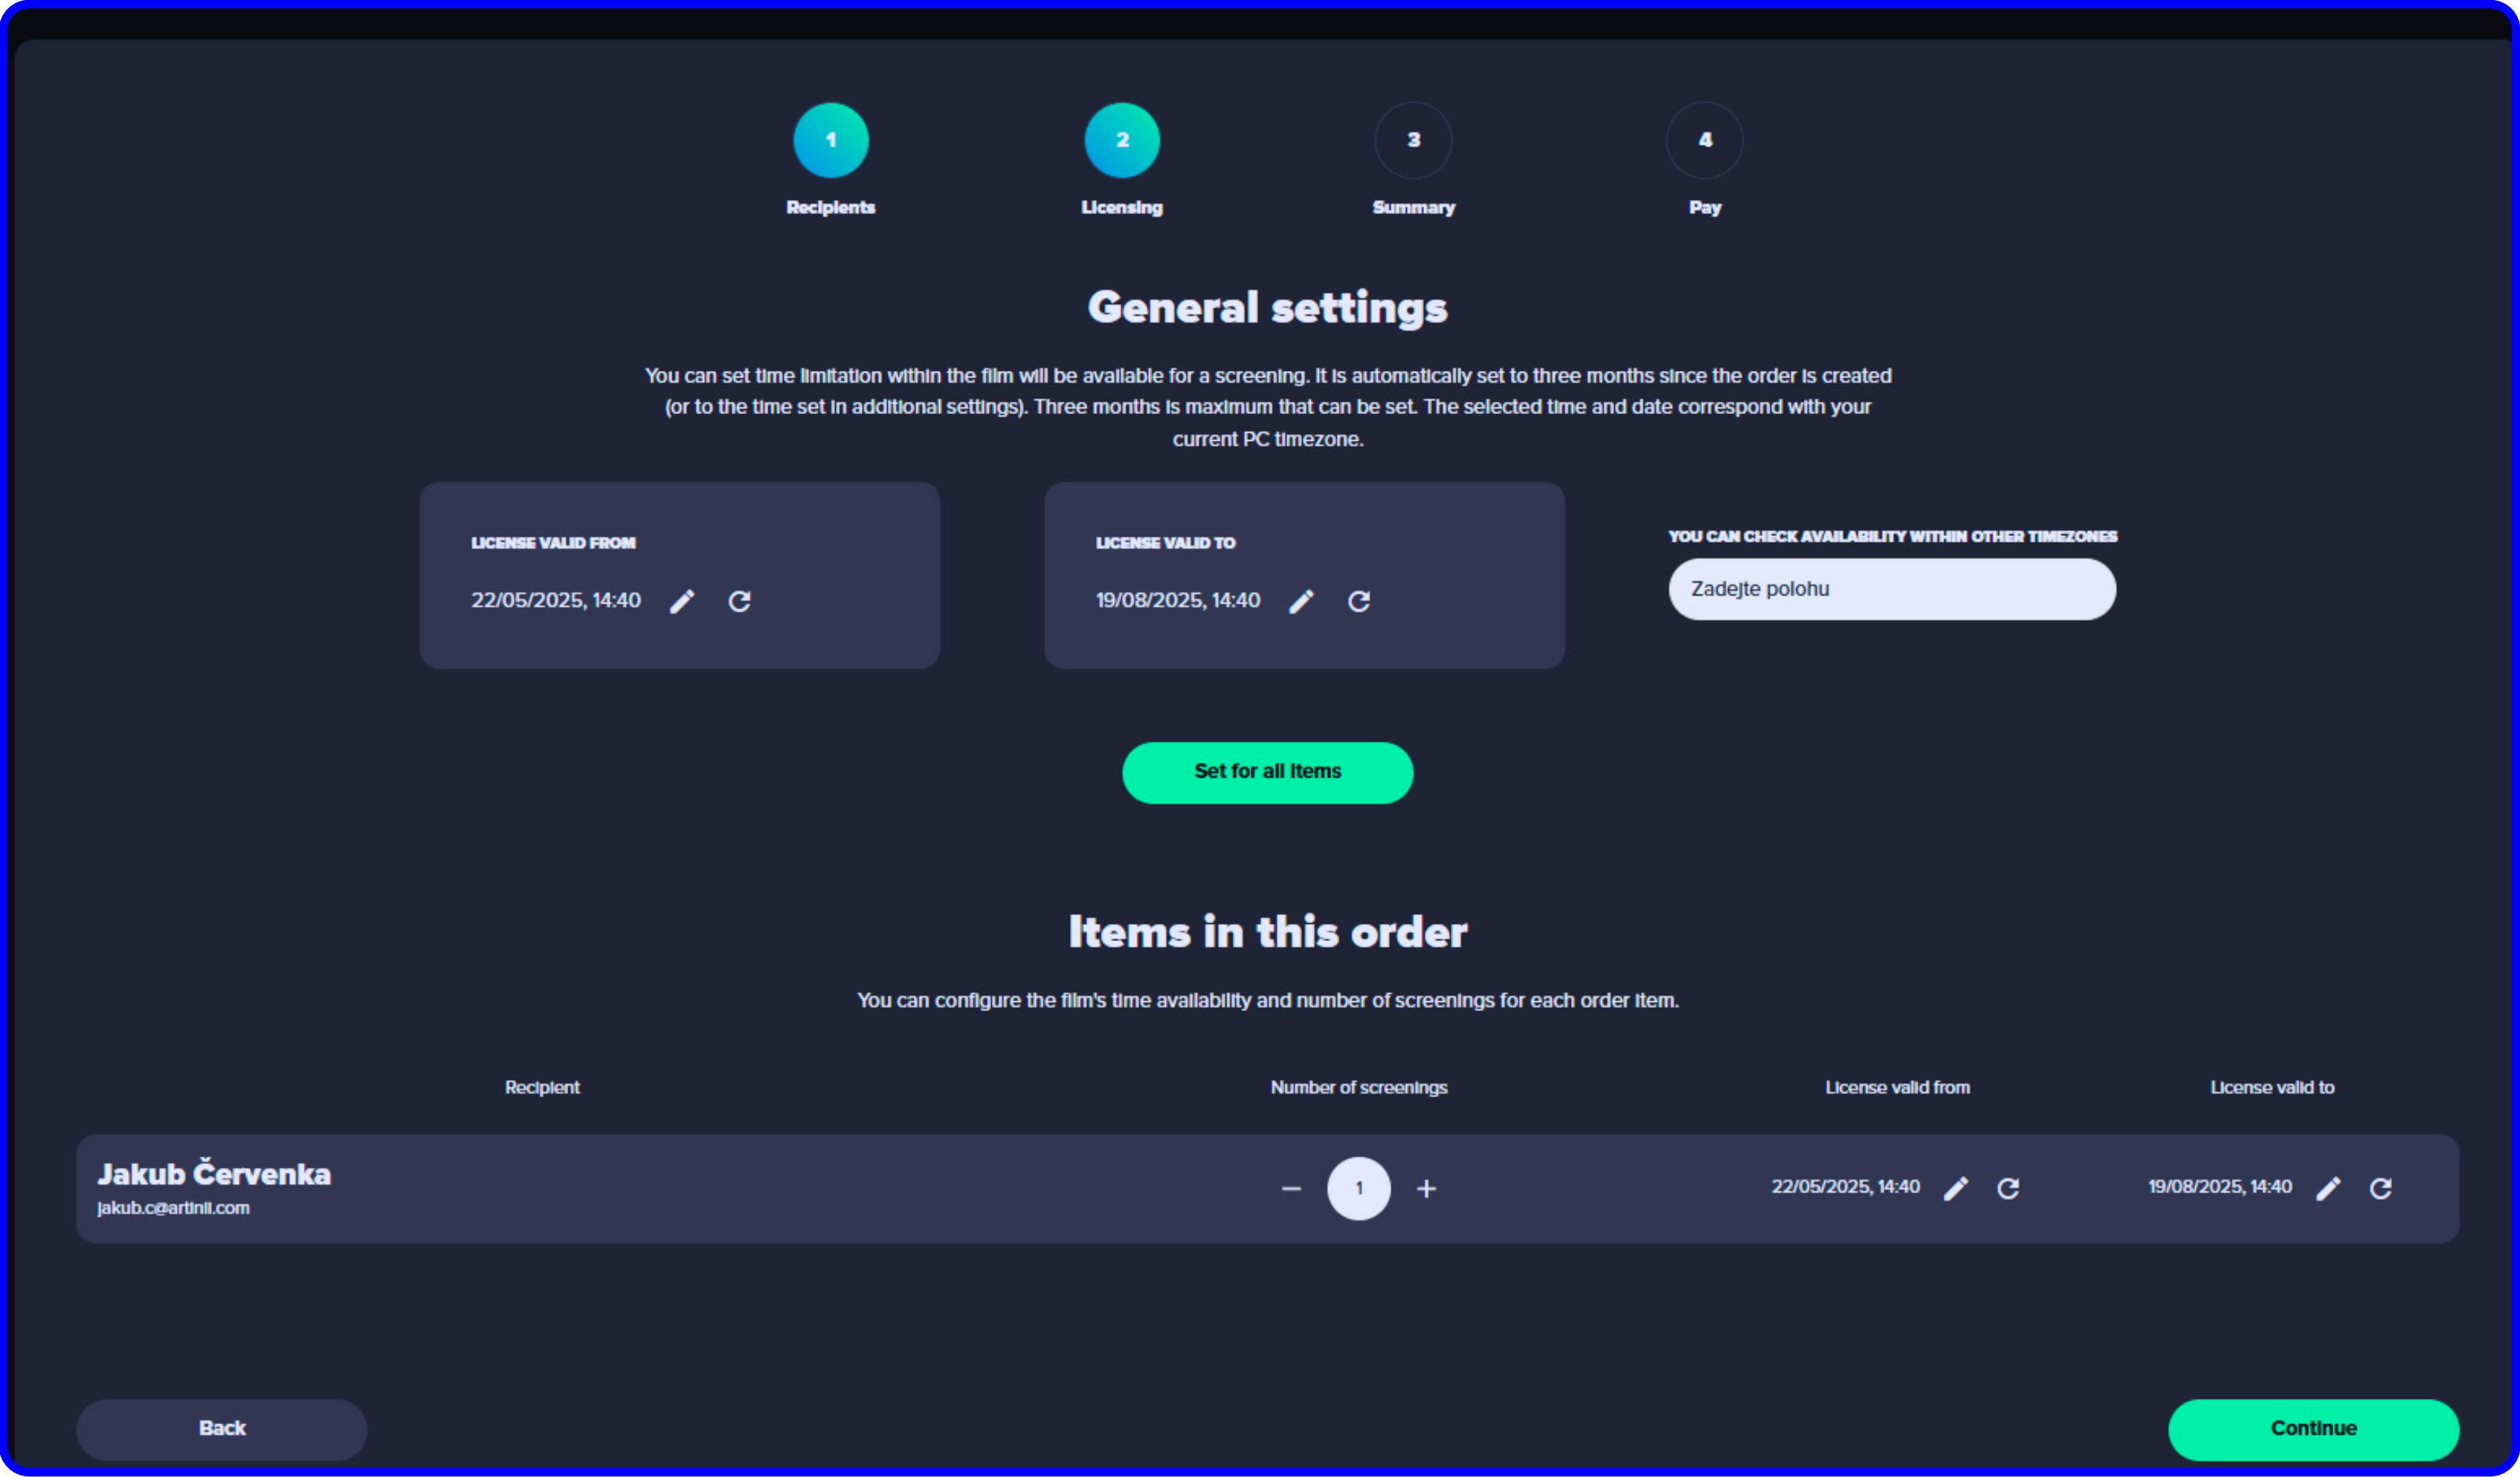 1
2
3
4
Recipients
Licensing
Summary
Pay
General settings
You can set time limitation within the film will be available for a screening. It is automatically set to three months since the order is created
(or to the time set in additional settings). Three months is maximum that can be set. The selected time and date correspond with your
current PC timezone.
LICENSE VALID FROM
22/05/2025, 14:40
LICENSE VALID TO
19/08/2025, 14:40
YOU CAN CHECK AVAILABILITY WITHIN OTHER TIMEZONES
Zadejte polohu
Set for all items
Items in this order
You can configure the film's time availability and number of screenings for each order item.
Recipient
Number of screenings
License valid from
License valid to
Jakub Červenka
jakub.c@artinii.com
1
22/05/2025, 14:40
19/08/2025, 14:40
Back
Continue